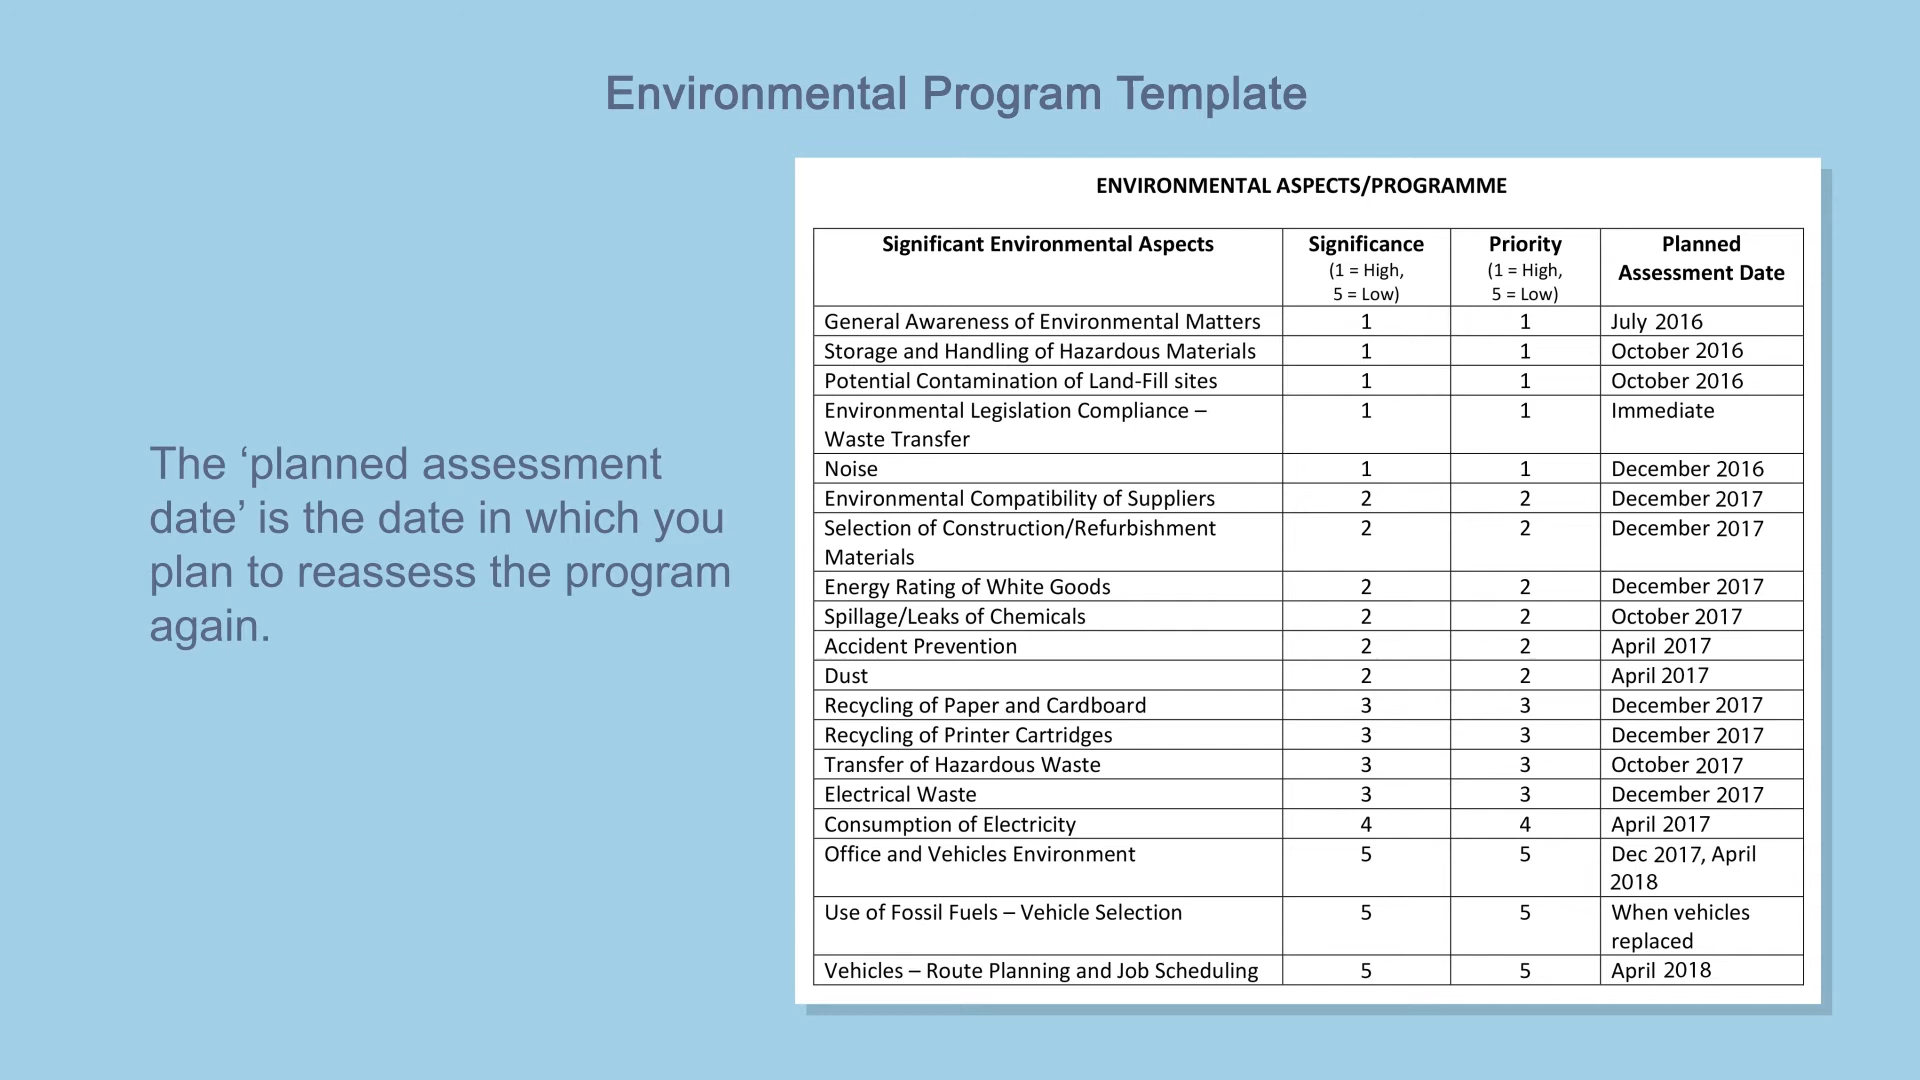 Environmental Program Template
The ‘planned assessment
date’ is the date in which you
plan to reassess the program
again.
ENVIRONMENTAL ASPECTS/PROGRAMME
Significant Environmental Aspects Significance Priority Planned
(1 = High, (1 = High, Assessment Date
5 = Low) 5 = Low)
General Awareness of Environmental Matters 1 1 July 2016
Storage and Handling of Hazardous Materials 1 1 October 2016
Potential Contamination of Land-Fill sites 1 1 October 2016
Environmental Legislation Compliance – 1 1 Immediate
Waste Transfer
Noise 1 1 December 2016
Environmental Compatibility of Suppliers 2 2 December 2017
Selection of Construction/Refurbishment 2 2 December 2017
Materials
Energy Rating of White Goods 2 2 December 2017
Spillage/Leaks of Chemicals 2 2 October 2017
Accident Prevention 2 2 April 2017
Dust 2 2 April 2017
Recycling of Paper and Cardboard 3 3 December 2017
Recycling of Printer Cartridges 3 3 December 2017
Transfer of Hazardous Waste 3 3 October 2017
Electrical Waste 3 3 December 2017
Consumption of Electricity 4 4 April 2017
Office and Vehicles Environment 5 5 Dec 2017, April
2018
Use of Fossil Fuels – Vehicle Selection 5 5 When vehicles
replaced
Vehicles – Route Planning and Job Scheduling 5 5 April 2018